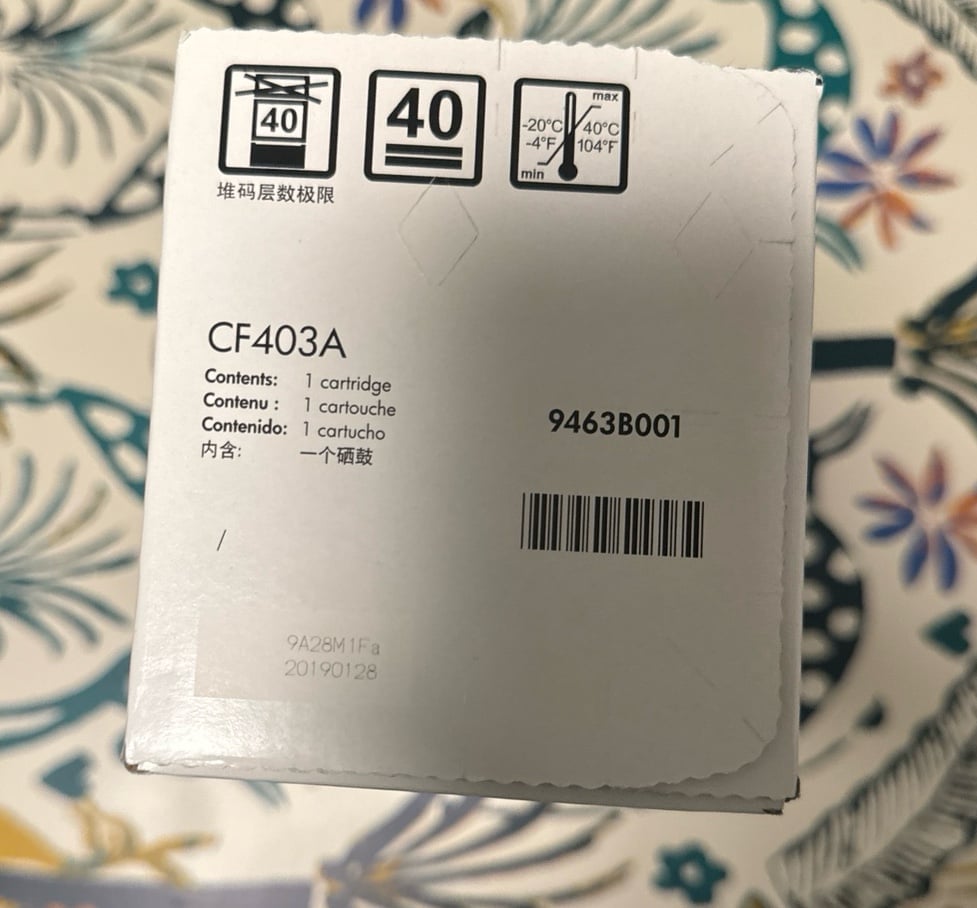 40
堆码层数极限
40
max
-20°C
-4°F
40°C
104°F
min
CF403A
Contents: 1 cartridge
Contenu : 1 cartouche
Contenido: 1 cartucho
内含: 一个硒鼓
9463B001
/
9A28M1Fa
20190128